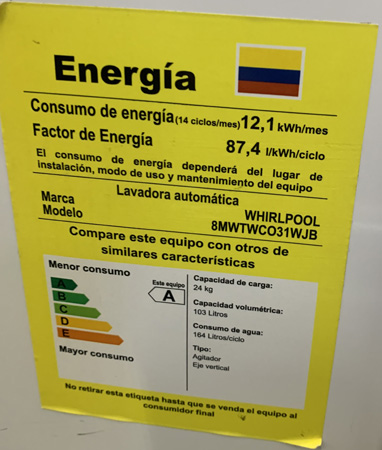 Energía
Consumo de energía(14 ciclos/mes) 12,1 kWh/mes
Factor de Energía 87,4 l/kWh/ciclo
El consumo de energía dependerá del lugar de
instalación, modo de uso y mantenimiento del equipo
Lavadora automática
Marca WHIRLPOOL
Modelo 8MWTWCO31WJB
Compare este equipo con otros de
similares características
Menor consumo
A
B
C
D
E
Mayor consumo
Este equipo
A
Capacidad de carga:
24 kg
Capacidad volumétrica:
103 Litros
Consumo de agua:
164 Litros/ciclo
Tipo:
Agitador
Eje vertical
No retirar esta etiqueta hasta que se venda el equipo al
consumidor final